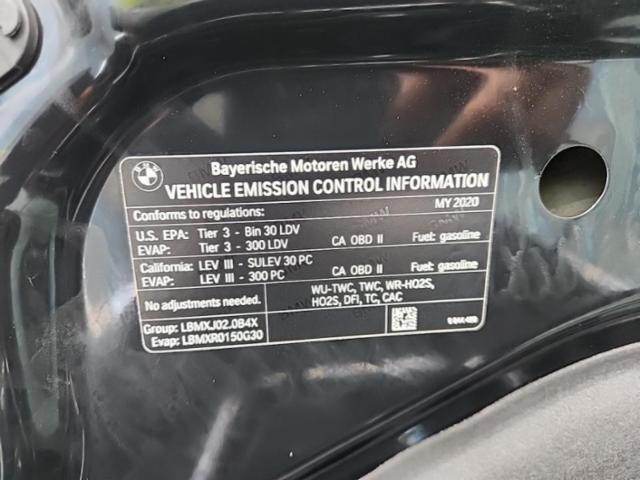 BMW
Bayerische Motoren Werke AG
VEHICLE EMISSION CONTROL INFORMATION
Conforms to regulations: MY 2020
U.S. EPA: Tier 3 - Bin 30 LDV
EVAP: Tier 3 - 300 LDV CA OBD II Fuel: gasoline
California: LEV III - SULEV 30 PC
EVAP: LEV III - 300 PC CA OBD II Fuel: gasoline
No adjustments needed.
WU-TWC, TWC, WR-HO2S,
HO2S, DFI, TC, CAC
Group: LBMXJ02.0B4X
Evap: LBMXR0150G30